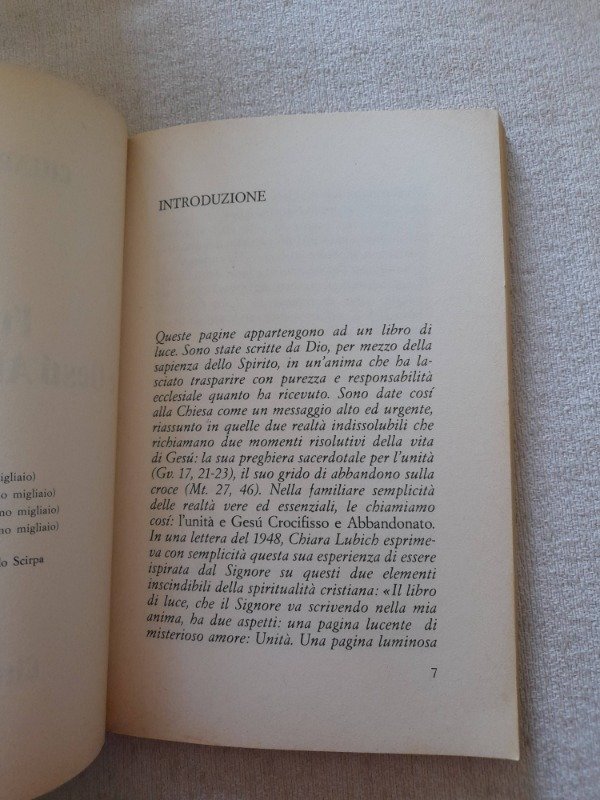 migliaio)
no migliaio)
no migliaio)
no migliaio)
lo Scirpa
INTRODUZIONE
Queste pagine appartengono ad un libro di
luce. Sono state scritte da Dio, per mezzo della
sapienza dello Spirito, in un'anima che ha la-
sciato trasparire con purezza e responsabilità
ecclesiale quanto ha ricevuto. Sono date cosí
alla Chiesa come un messaggio alto ed urgente,
riassunto in quelle due realtà indissolubili che
richiamano due momenti risolutivi della vita
di Gesú: la sua preghiera sacerdotale per l'unità
(Gv. 17, 21-23), il suo grido di abbandono sulla
croce (Mt. 27, 46). Nella familiare semplicità
delle realtà vere ed essenziali, le chiamiamo
cosí: l'unità e Gesú Crocifisso e Abbandonato.
In una lettera del 1948, Chiara Lubich esprime-
va con semplicità questa sua esperienza di essere
ispirata dal Signore su questi due elementi
inscindibili della spiritualità cristiana: «Il libro
di luce, che il Signore va scrivendo nella mia
anima, ha due aspetti: una pagina lucente di
misterioso amore: Unità. Una pagina luminosa
7